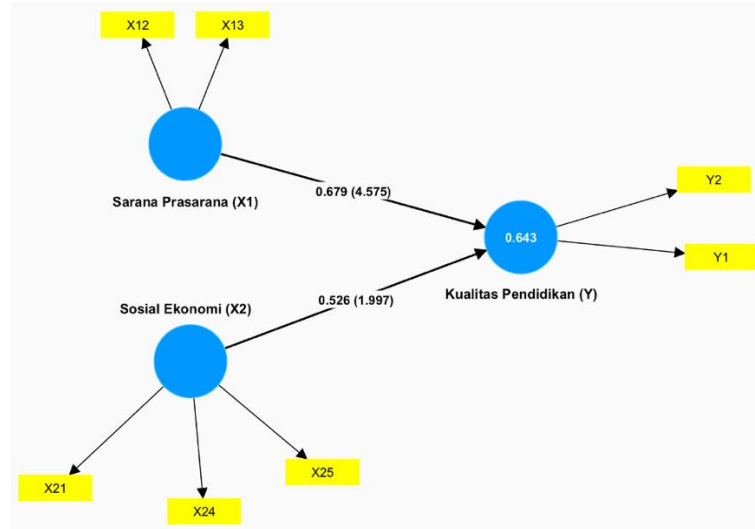 X12
X13
Sarana Prasarana (X1)
0.679 (4.575)
Y2
0.643
Y1
Kualitas Pendidikan (Y)
Sosial Ekonomi (X2)
0.526 (1.997)
X25
X21
X24